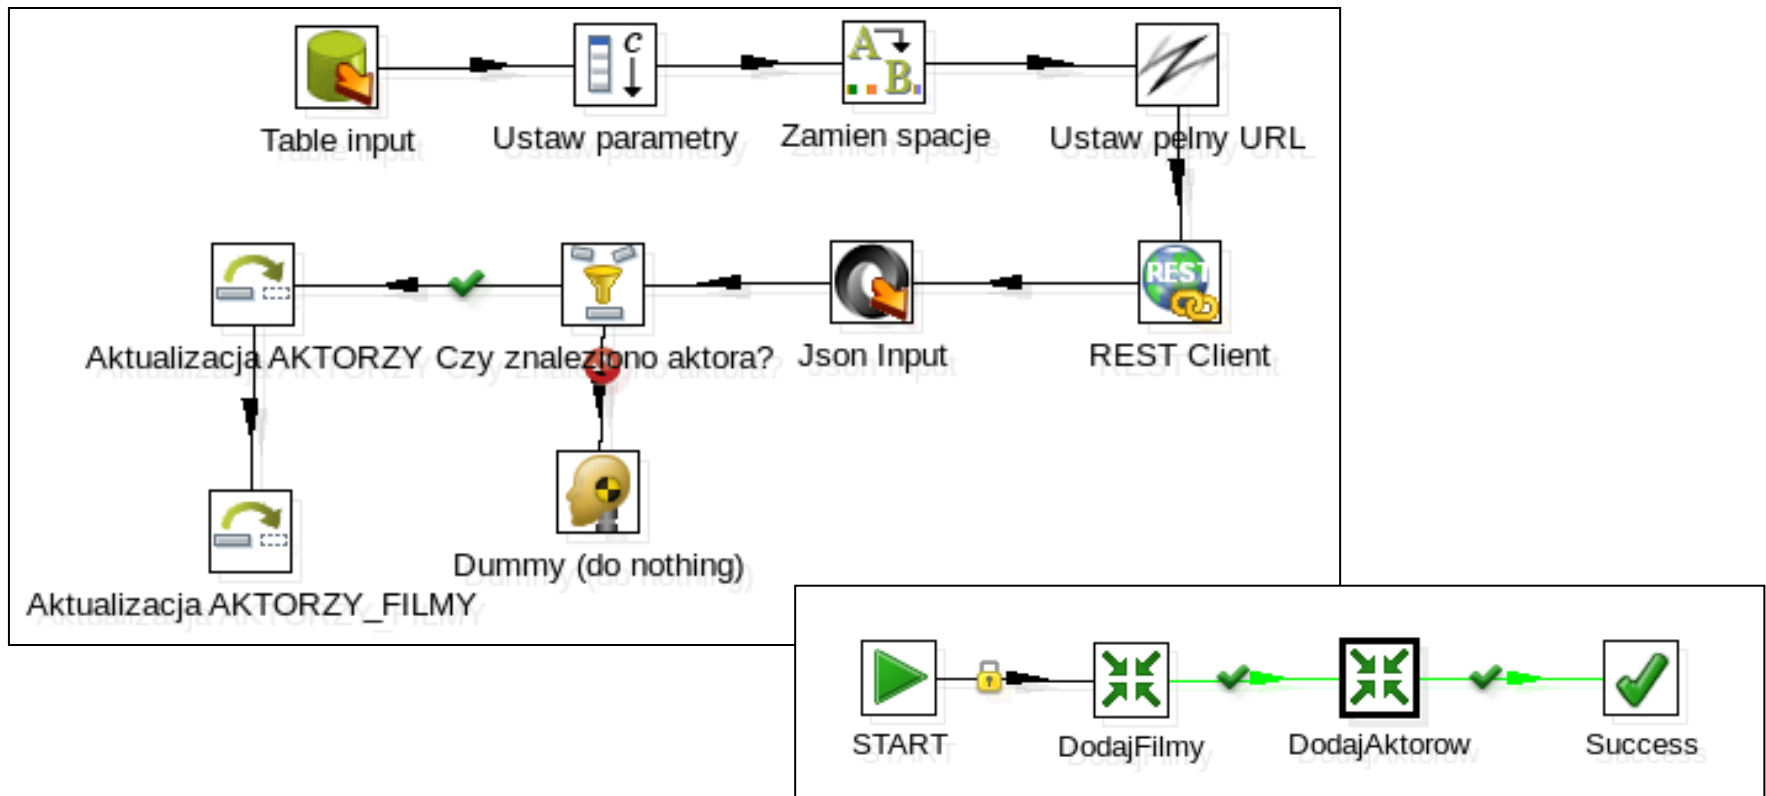 Table input
Ustaw parametry
Zamien spacje
Ustaw pelny URL
Aktualizacja AKTORZY
Czy znaleziono aktora?
Json Input
REST Client
Dummy (do nothing)
Aktualizacja AKTORZY_FILMY
START
DodajFilmy
DodajAktorow
Success
C
A
B
REST